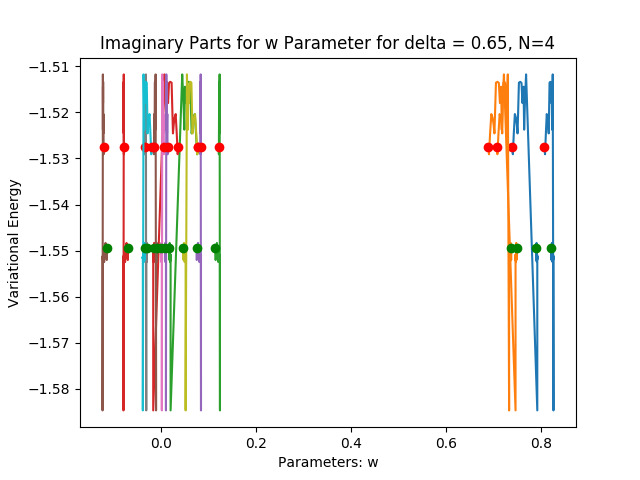 Imaginary Parts for w Parameter for delta = 0.65, N=4
Variational Energy
−1.51
−1.52
−1.53
−1.54
−1.55
−1.56
−1.57
−1.58
0.0 0.2 0.4 0.6 0.8
Parameters: w